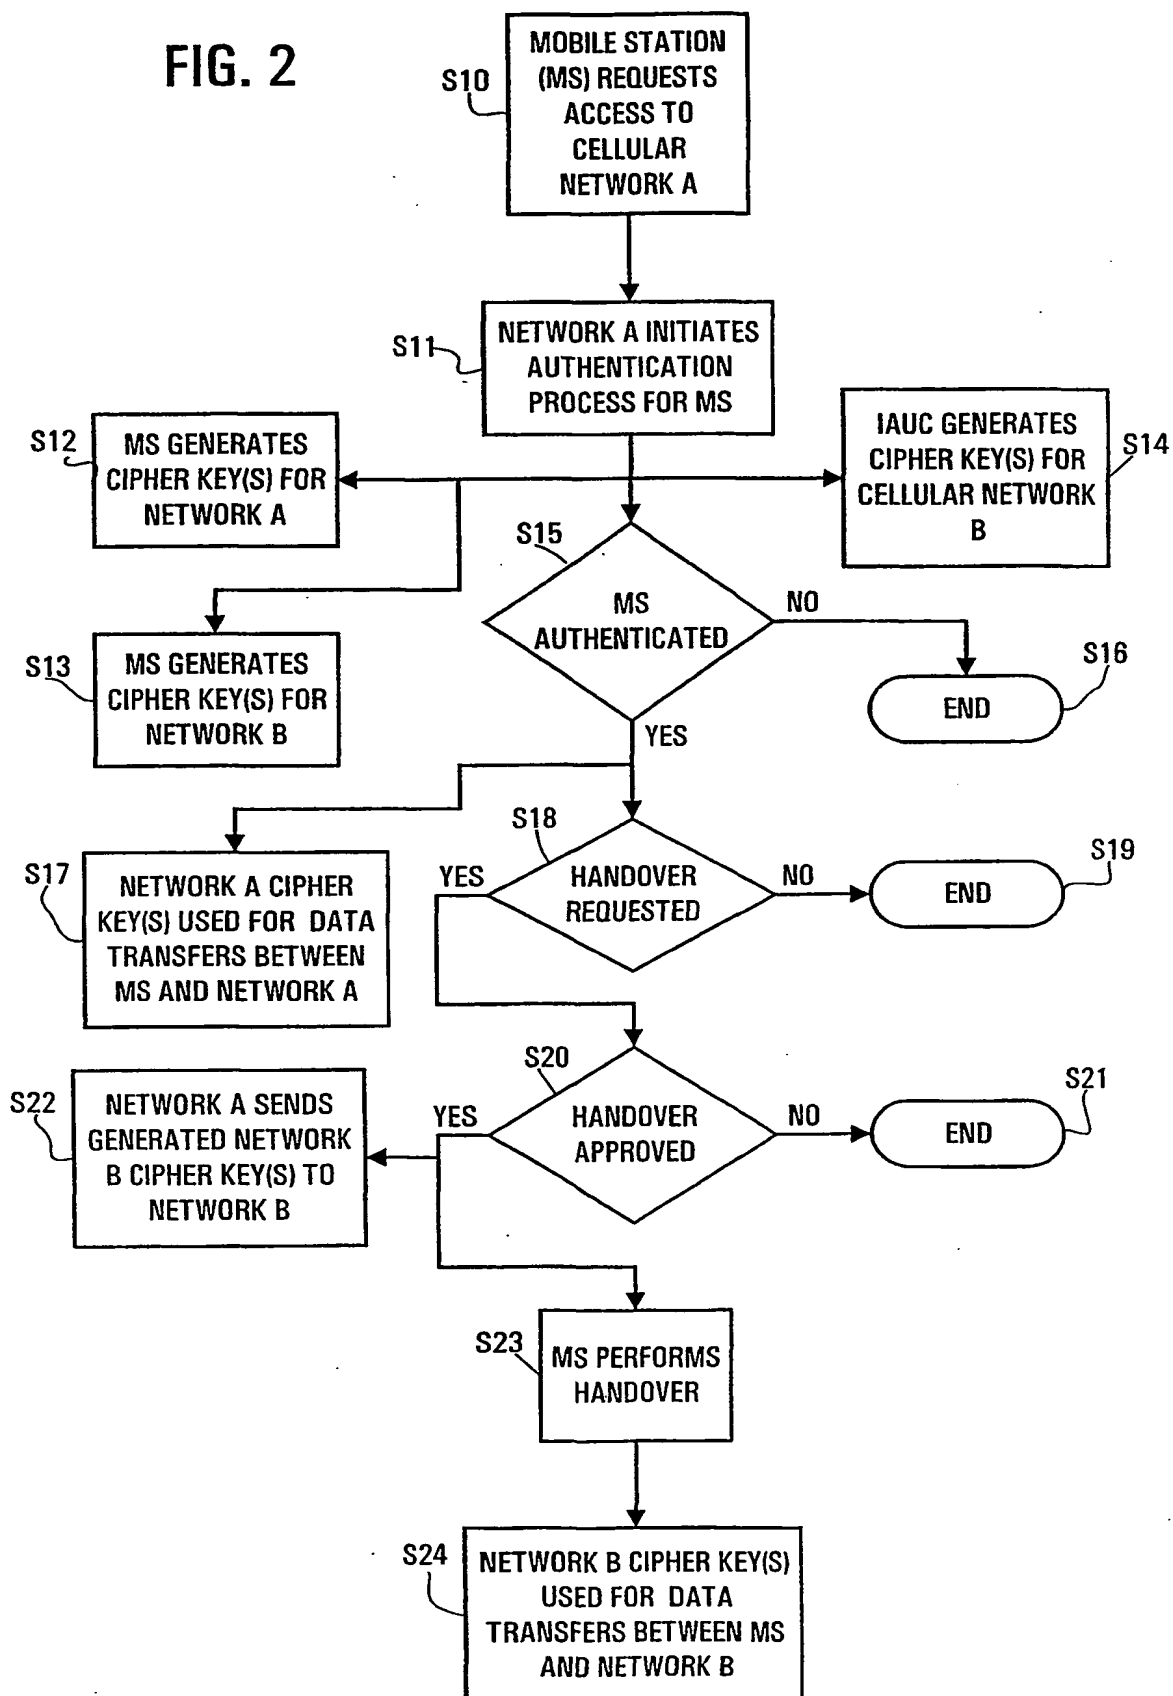 FIG. 2
S10
MOBILE STATION
(MS) REQUESTS
ACCESS TO
CELLULAR
NETWORK A
S11
NETWORK A INITIATES
AUTHENTICATION
PROCESS FOR MS
S12
MS GENERATES
CIPHER KEY(S) FOR
NETWORK A
S14
IAUC GENERATES
CIPHER KEY(S) FOR
CELLULAR NETWORK
B
S13
MS GENERATES
CIPHER KEY(S) FOR
NETWORK B
S15
MS
AUTHENTICATED
NO
S16
END
YES
S17
NETWORK A CIPHER
KEY(S) USED FOR DATA
TRANSFERS BETWEEN
MS AND NETWORK A
S18
HANDOVER
REQUESTED
YES
NO
S19
END
S20
HANDOVER
APPROVED
YES
NO
S21
END
S22
NETWORK A SENDS
GENERATED NETWORK
B CIPHER KEY(S) TO
NETWORK B
S23
MS PERFORMS
HANDOVER
S24
NETWORK B CIPHER KEY(S)
USED FOR DATA
TRANSFERS BETWEEN MS
AND NETWORK B